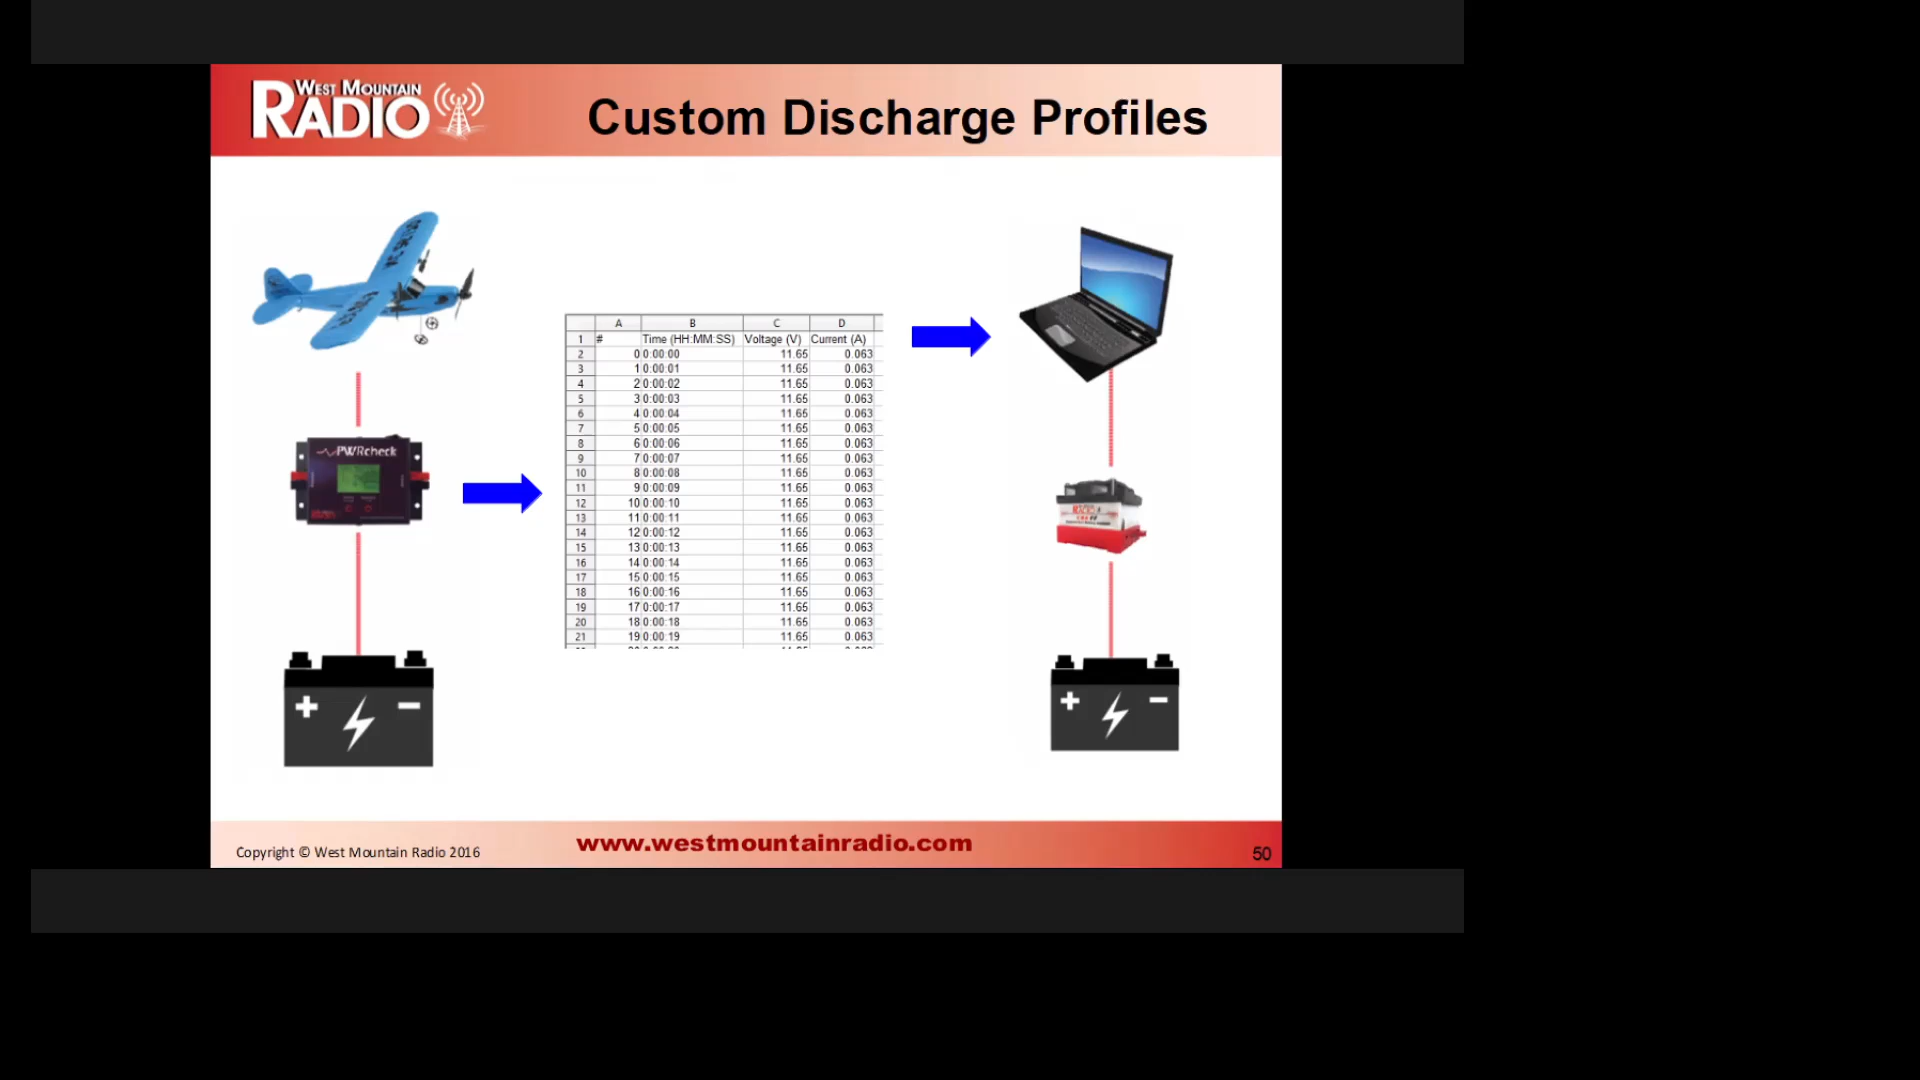 WEST MOUNTAIN
RADIO
Custom Discharge Profiles
PWRcheck
A B C D
1 # Time (HH:MM:SS) Voltage (V) Current (A)
2 0 0:00:00 11.65 0.063
3 1 0:00:01 11.65 0.063
4 2 0:00:02 11.65 0.063
5 3 0:00:03 11.65 0.063
6 4 0:00:04 11.65 0.063
7 5 0:00:05 11.65 0.063
8 6 0:00:06 11.65 0.063
9 7 0:00:07 11.65 0.063
10 8 0:00:08 11.65 0.063
11 9 0:00:09 11.65 0.063
12 10 0:00:10 11.65 0.063
13 11 0:00:11 11.65 0.063
14 12 0:00:12 11.65 0.063
15 13 0:00:13 11.65 0.063
16 14 0:00:14 11.65 0.063
17 15 0:00:15 11.65 0.063
18 16 0:00:16 11.65 0.063
19 17 0:00:17 11.65 0.063
20 18 0:00:18 11.65 0.063
21 19 0:00:19 11.65 0.063
RADIO
+ −
+ −
Copyright © West Mountain Radio 2016
www.westmountainradio.com
50